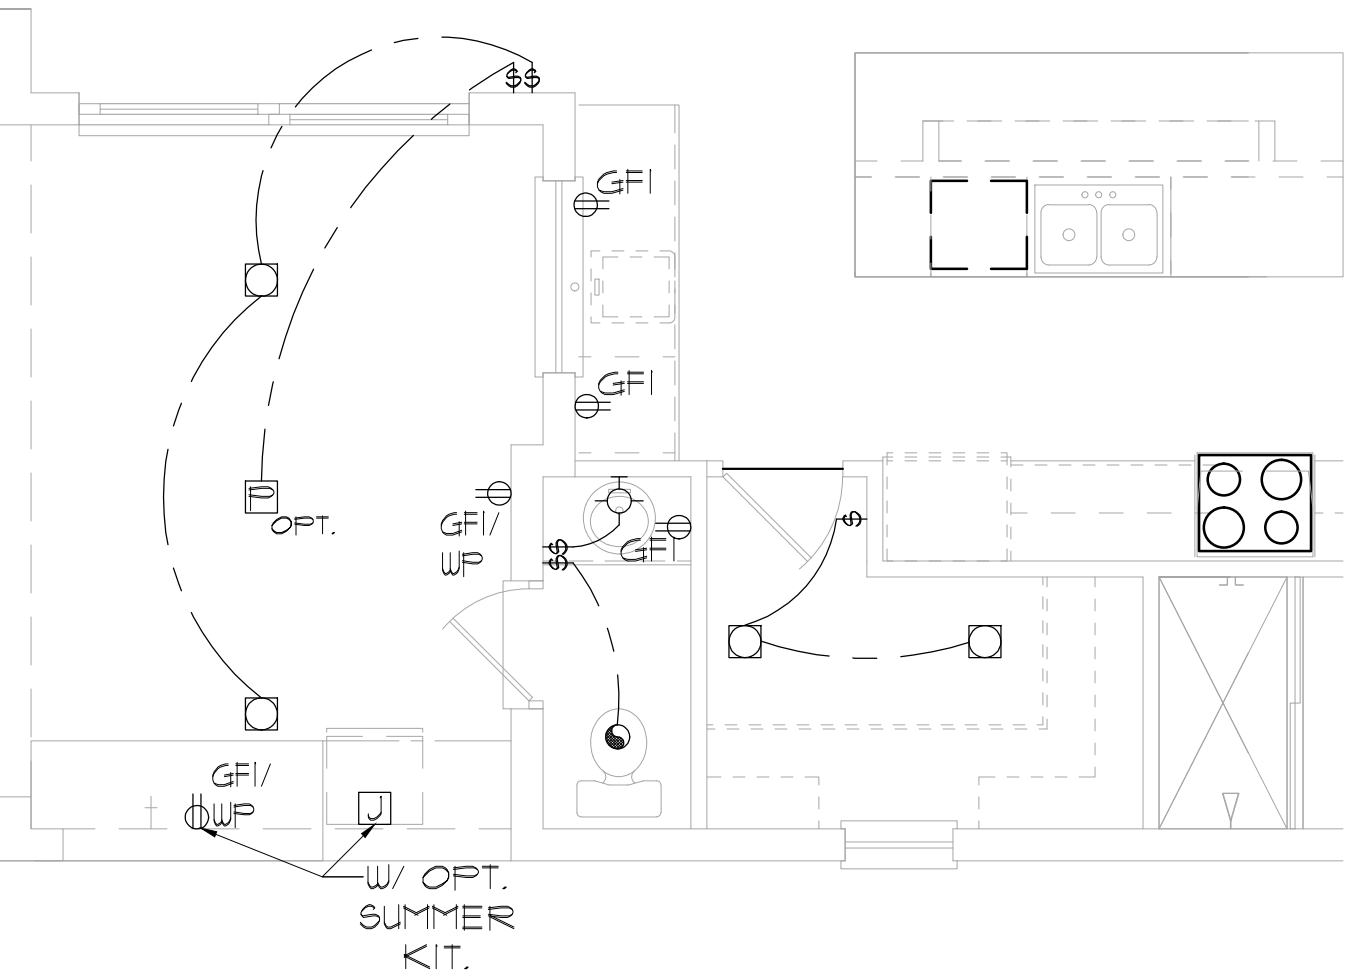 $$
GFI
GFI
P
OPT.
GFI/
WP
$
$
GFI
$
GFI/
WP
J
W/ OPT.
SUMMER
KIT.